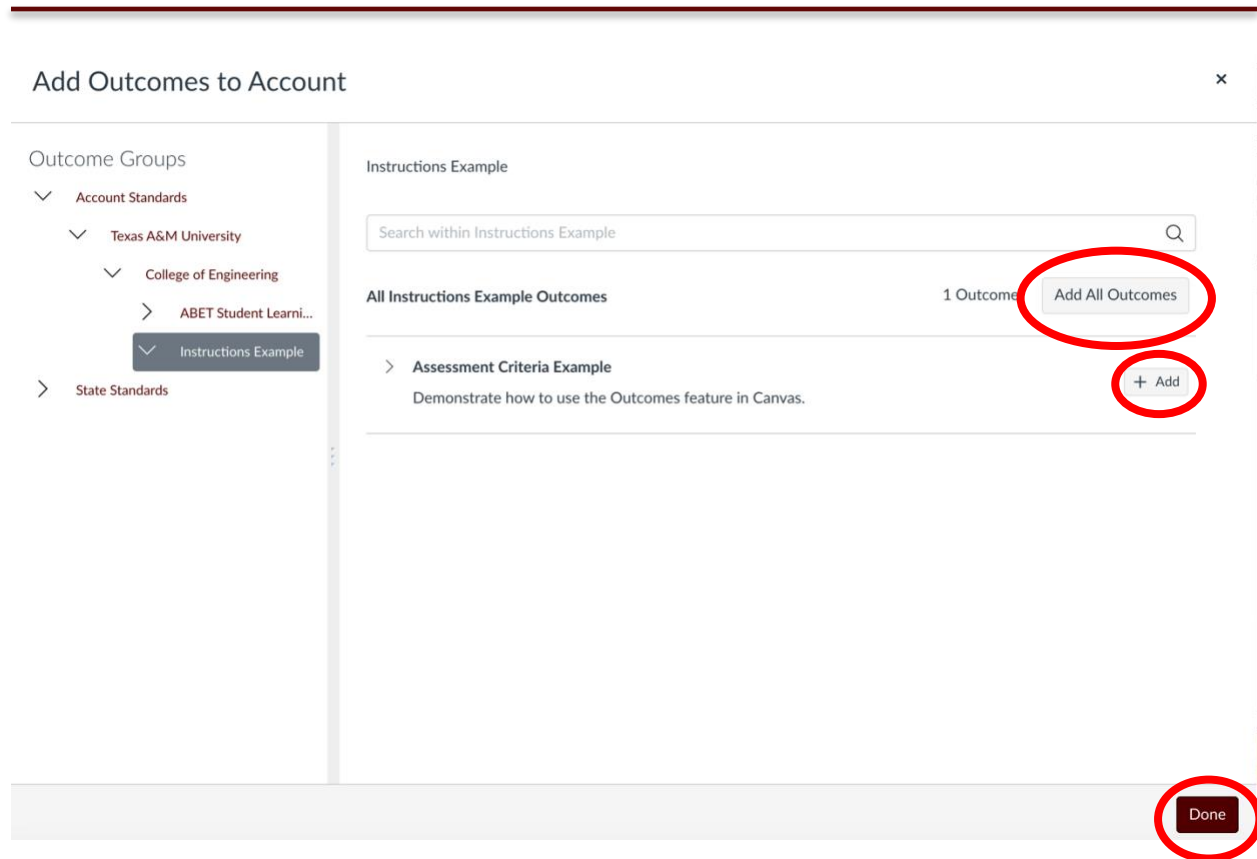 Add Outcomes to Account
Outcome Groups
Account Standards
Texas A&M University
College of Engineering
ABET Student Learni...
Instructions Example
State Standards
Instructions Example
Search within Instructions Example
All Instructions Example Outcomes
1 Outcome
Add All Outcomes
Assessment Criteria Example
Demonstrate how to use the Outcomes feature in Canvas.
+ Add
Done